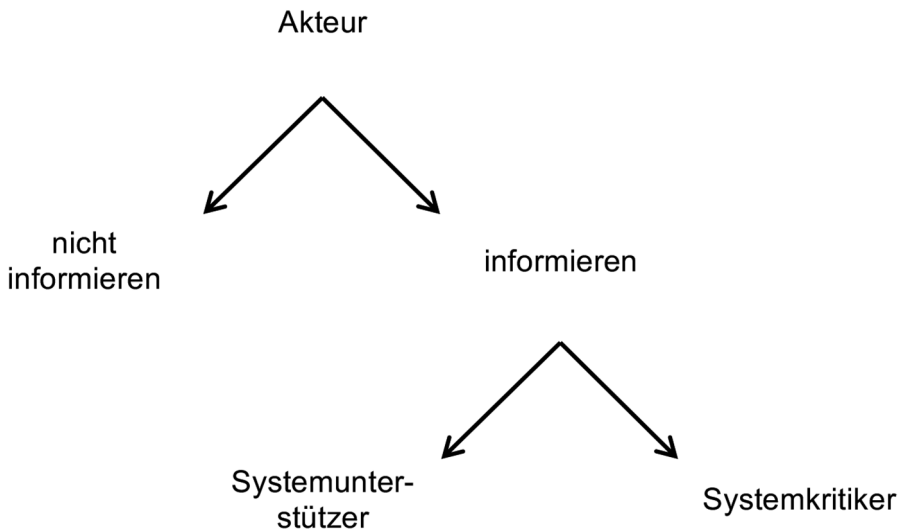 Akteur
nicht
informieren
informieren
Systemunter-
stützer
Systemkritiker